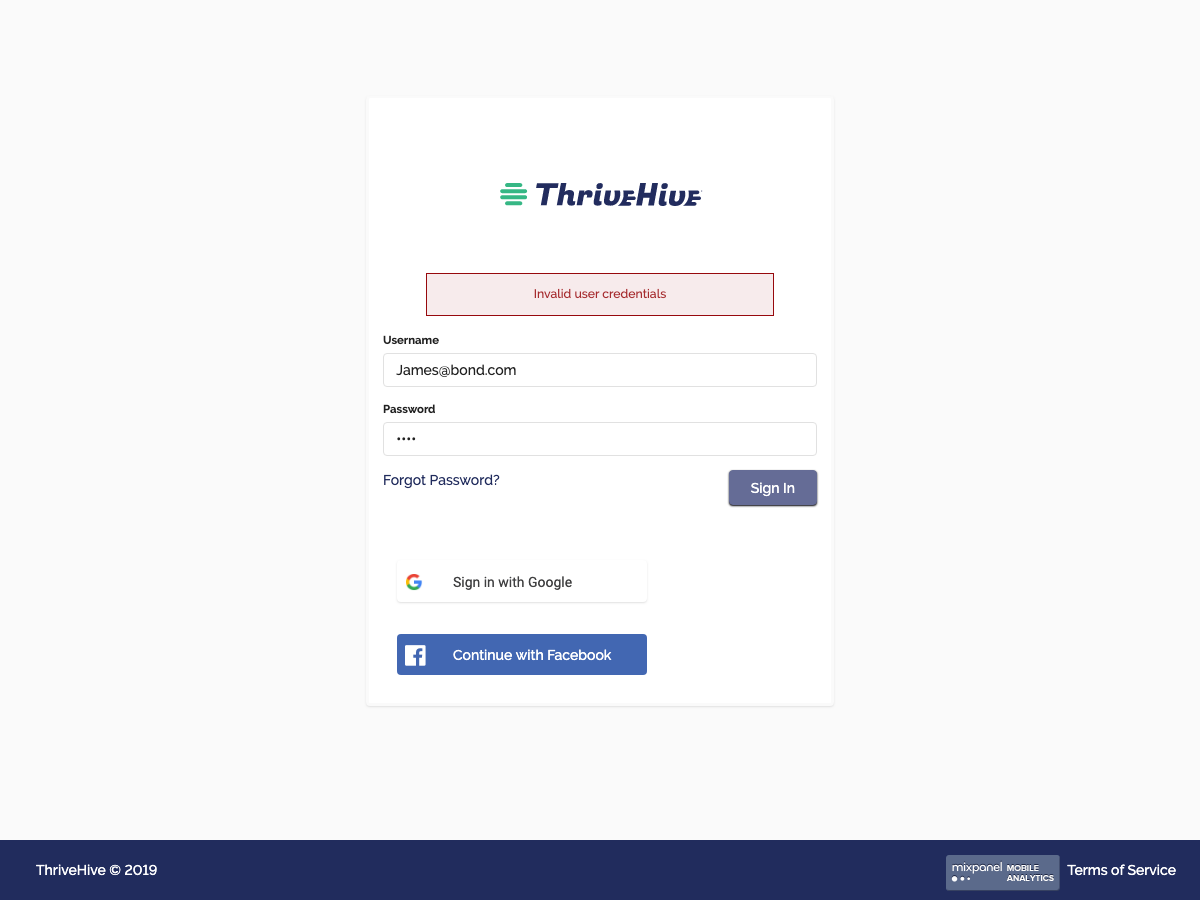 ThriveHive
Invalid user credentials
Username
James@bond.com
Password
••••
Forgot Password?
Sign In
Sign in with Google
Continue with Facebook
ThriveHive © 2019
mixpanel MOBILE ANALYTICS
Terms of Service